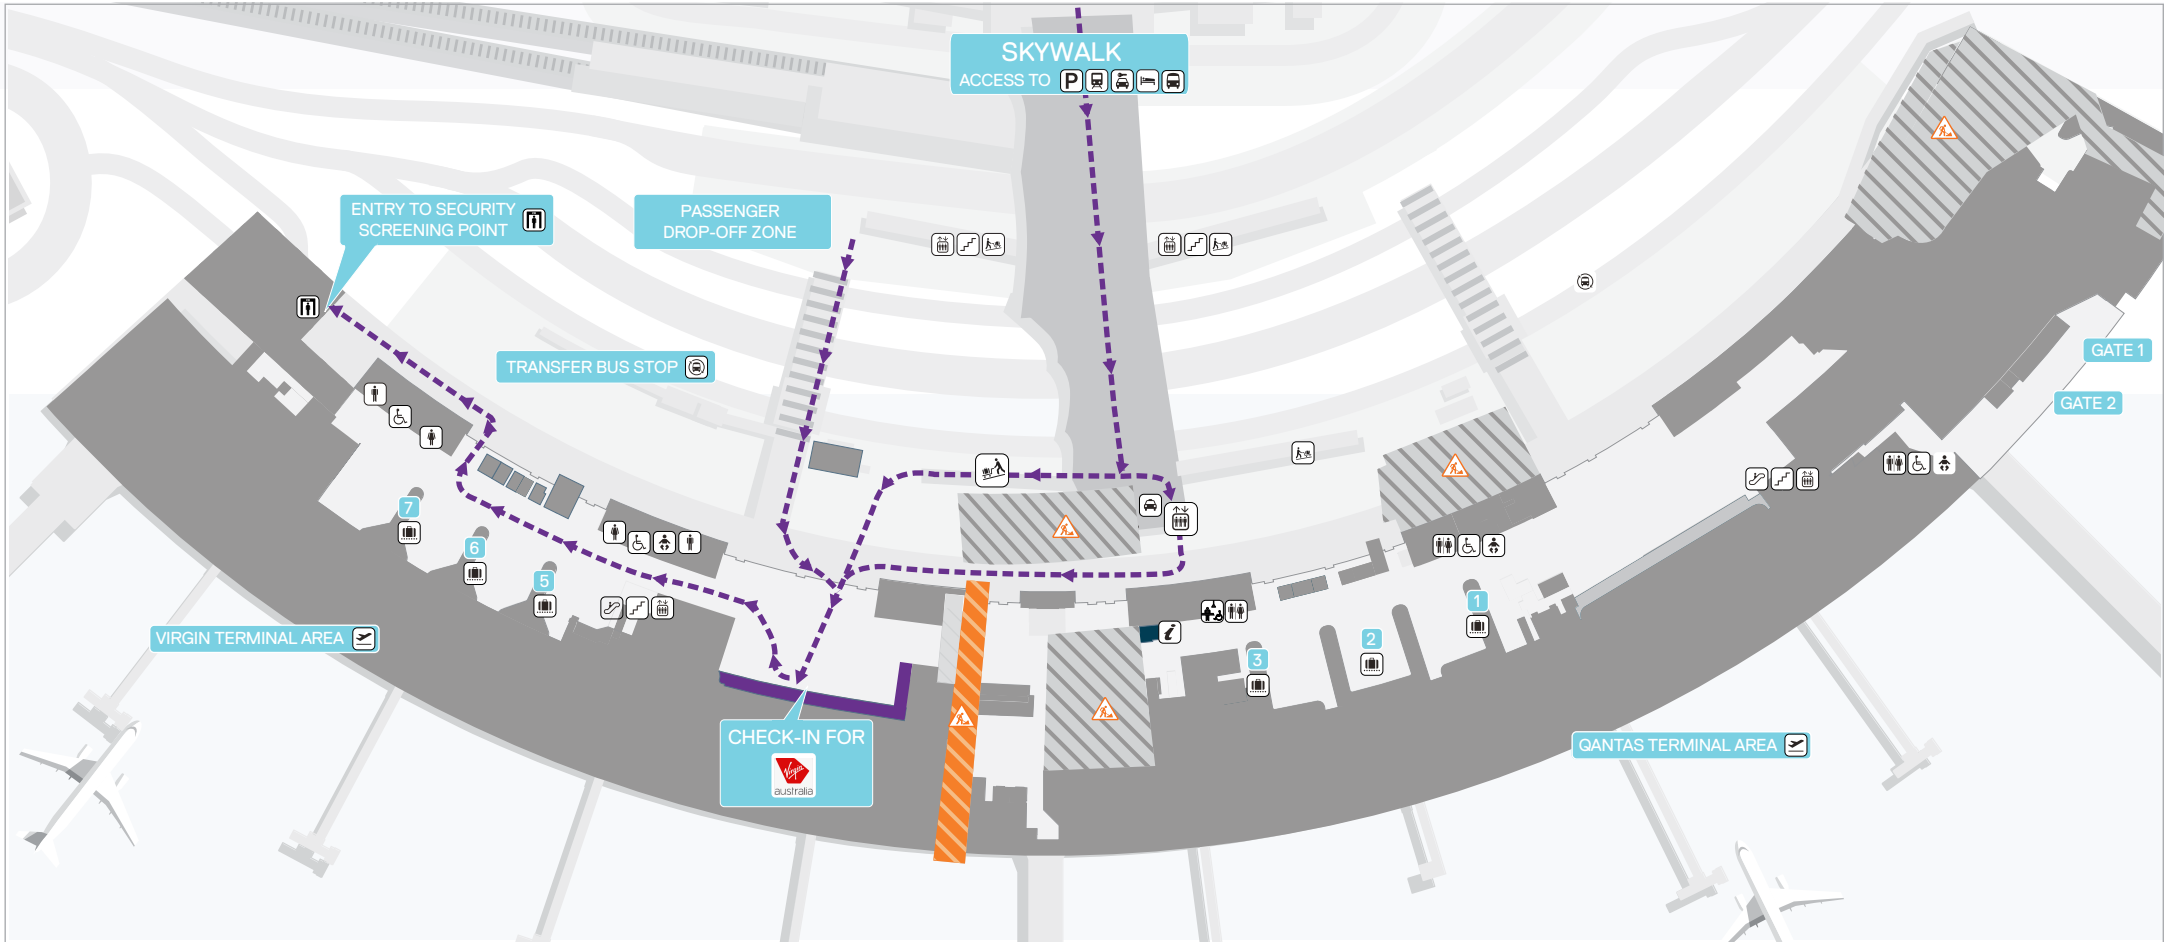 SKYWALK
ACCESS TO P
ENTRY TO SECURITY
SCREENING POINT
PASSENGER
DROP-OFF ZONE
TRANSFER BUS STOP
GATE 1
GATE 2
7
6
5
1
2
3
i
VIRGIN TERMINAL AREA
CHECK-IN FOR
Virgin
australia
QANTAS TERMINAL AREA